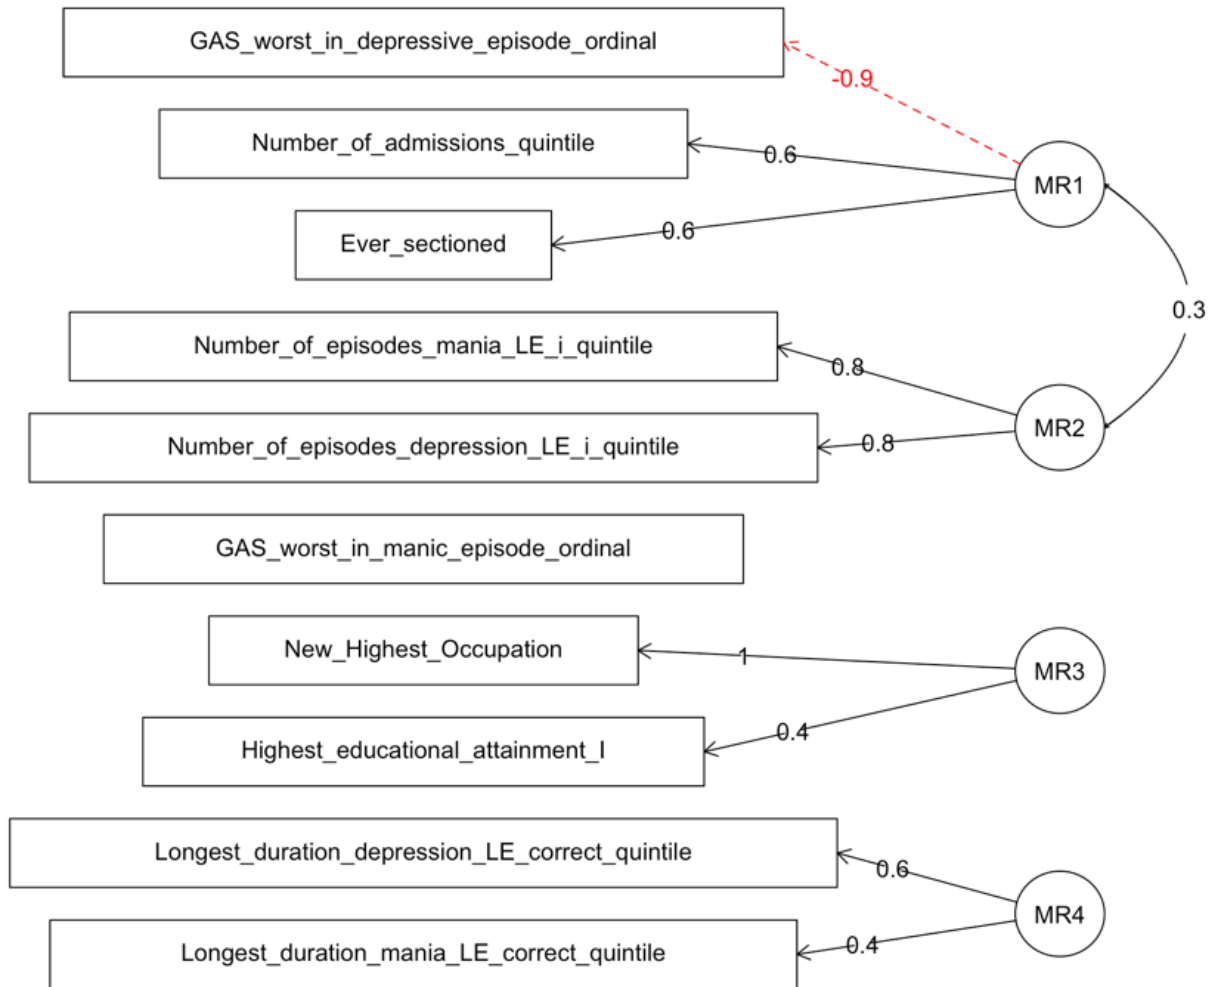 GAS_worst_in_depressive_episode_ordinal
-0.9
Number_of_admissions_quintile
0.6
MR1
Ever_sectioned
0.6
0.3
Number_of_episodes_mania_LE_i_quintile
0.8
MR2
Number_of_episodes_depression_LE_i_quintile
0.8
GAS_worst_in_manic_episode_ordinal
New_Highest_Occupation
1
MR3
Highest_educational_attainment_I
0.4
Longest_duration_depression_LE_correct_quintile
0.6
MR4
Longest_duration_mania_LE_correct_quintile
0.4